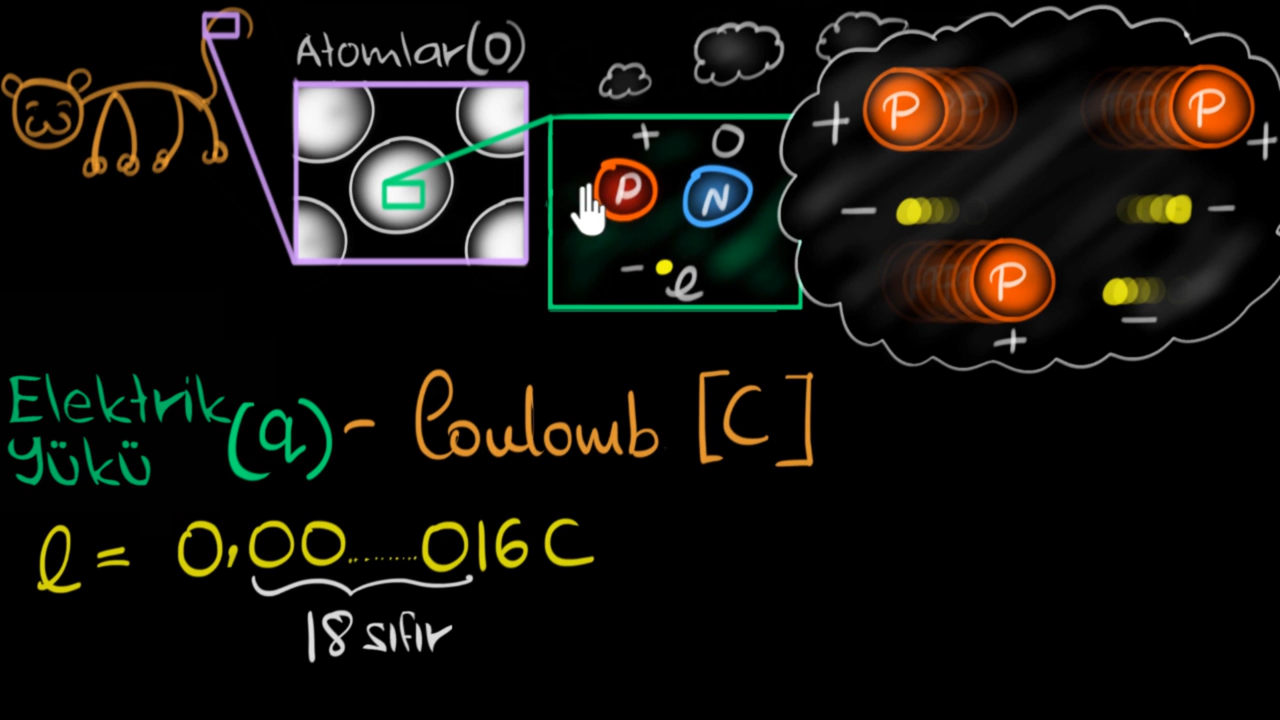 Atomlar(0)
+ 0
P N
- e
+ P P +
- -
P -
+
Elektrik yükü (q) - Coulomb [C]
e = 0,00........016 C
18 sıfır